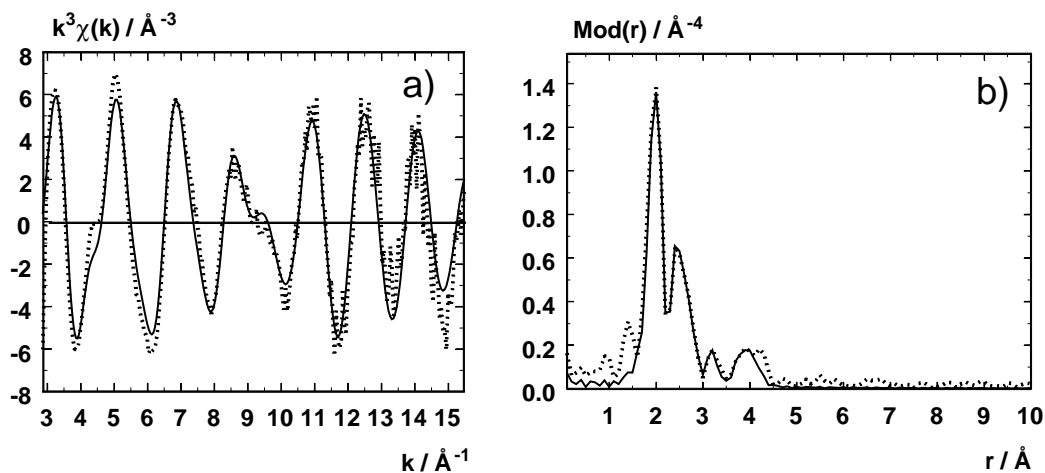 k³χ(k) / Å⁻³
a)
8
6
4
2
0
-2
-4
-6
-8
3 4 5 6 7 8 9 10 11 12 13 14 15
k / Å⁻¹
Mod(r) / Å⁻⁴
b)
1.4
1.2
1.0
0.8
0.6
0.4
0.2
0.0
1 2 3 4 5 6 7 8 9 10
r / Å